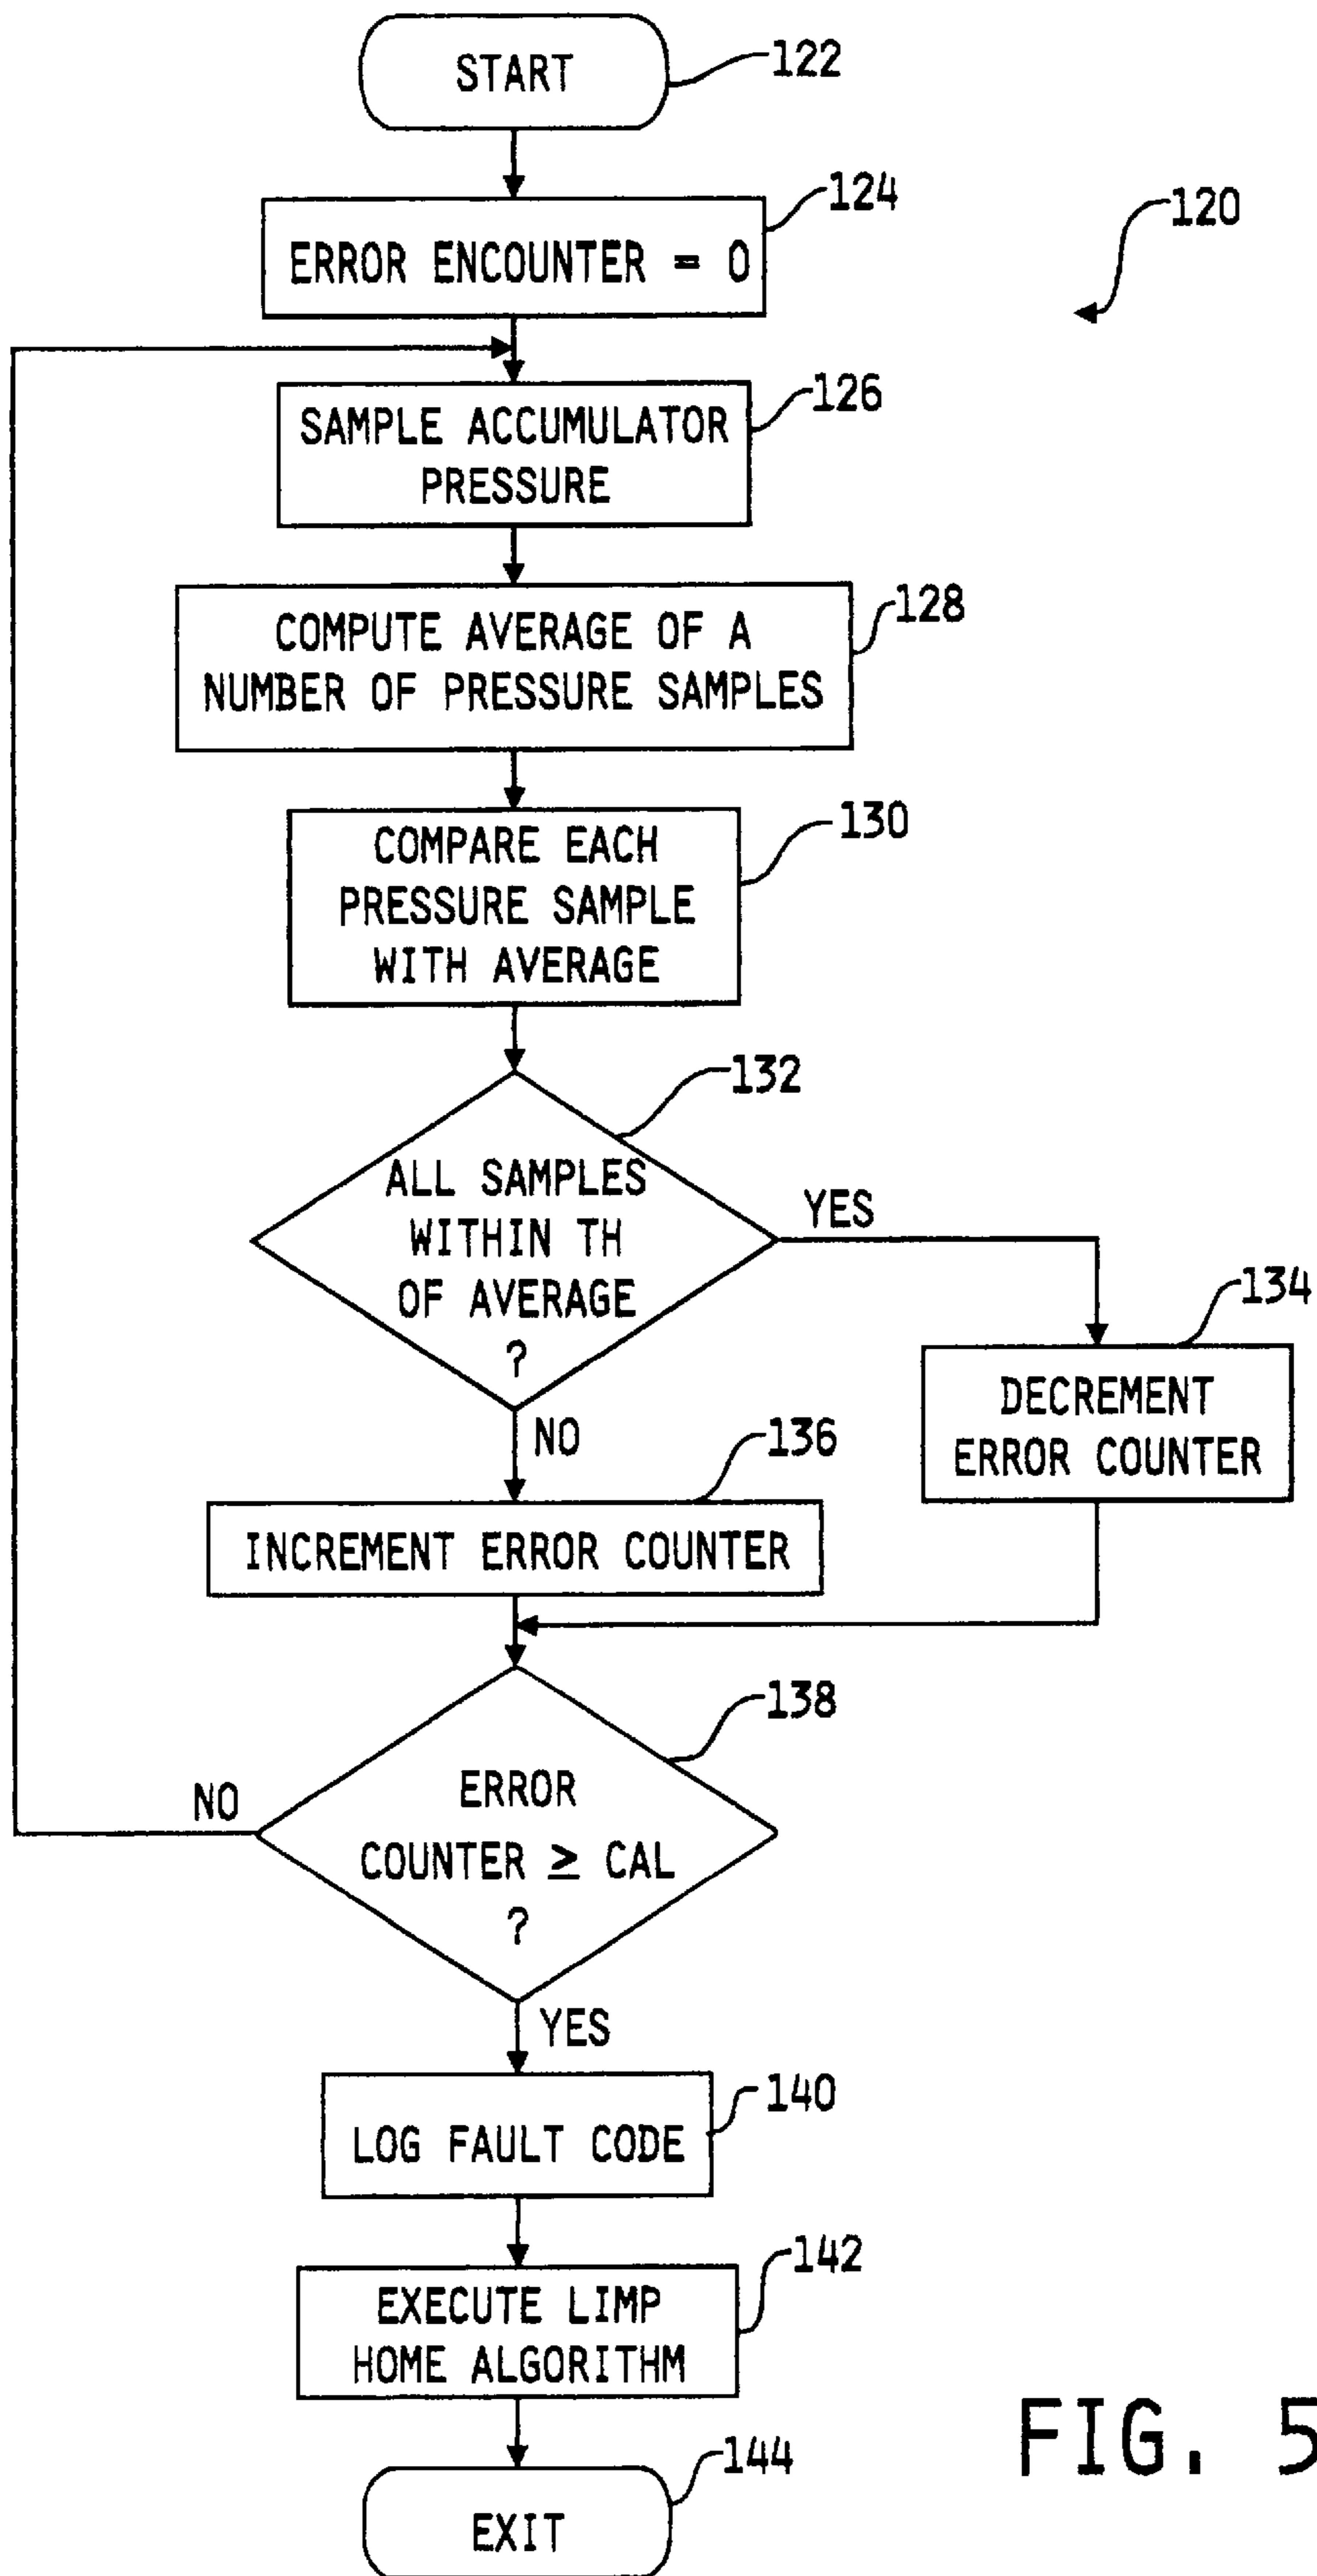 START
122
124
ERROR ENCOUNTER = 0
120
126
SAMPLE ACCUMULATOR
PRESSURE
128
COMPUTE AVERAGE OF A
NUMBER OF PRESSURE SAMPLES
130
COMPARE EACH
PRESSURE SAMPLE
WITH AVERAGE
132
ALL SAMPLES
WITHIN TH
OF AVERAGE
?
YES
134
DECREMENT
ERROR COUNTER
NO
136
INCREMENT ERROR COUNTER
138
ERROR
COUNTER ≥ CAL
?
NO
YES
140
LOG FAULT CODE
142
EXECUTE LIMP
HOME ALGORITHM
144
EXIT
FIG. 5